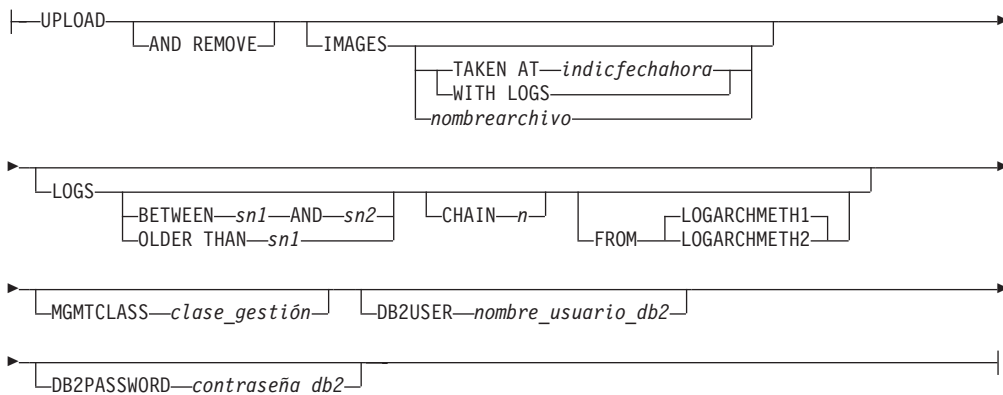 UPLOAD
AND REMOVE IMAGES
TAKEN AT indicfechahora
WITH LOGS
nombrearchivo
LOGS
BETWEEN sn1 AND sn2 CHAIN n LOGARCHMETH1
OLDER THAN sn1 FROM LOGARCHMETH2
MGMTCLASS clase_gestión DB2USER nombre_usuario_db2
DB2PASSWORD contraseña db2